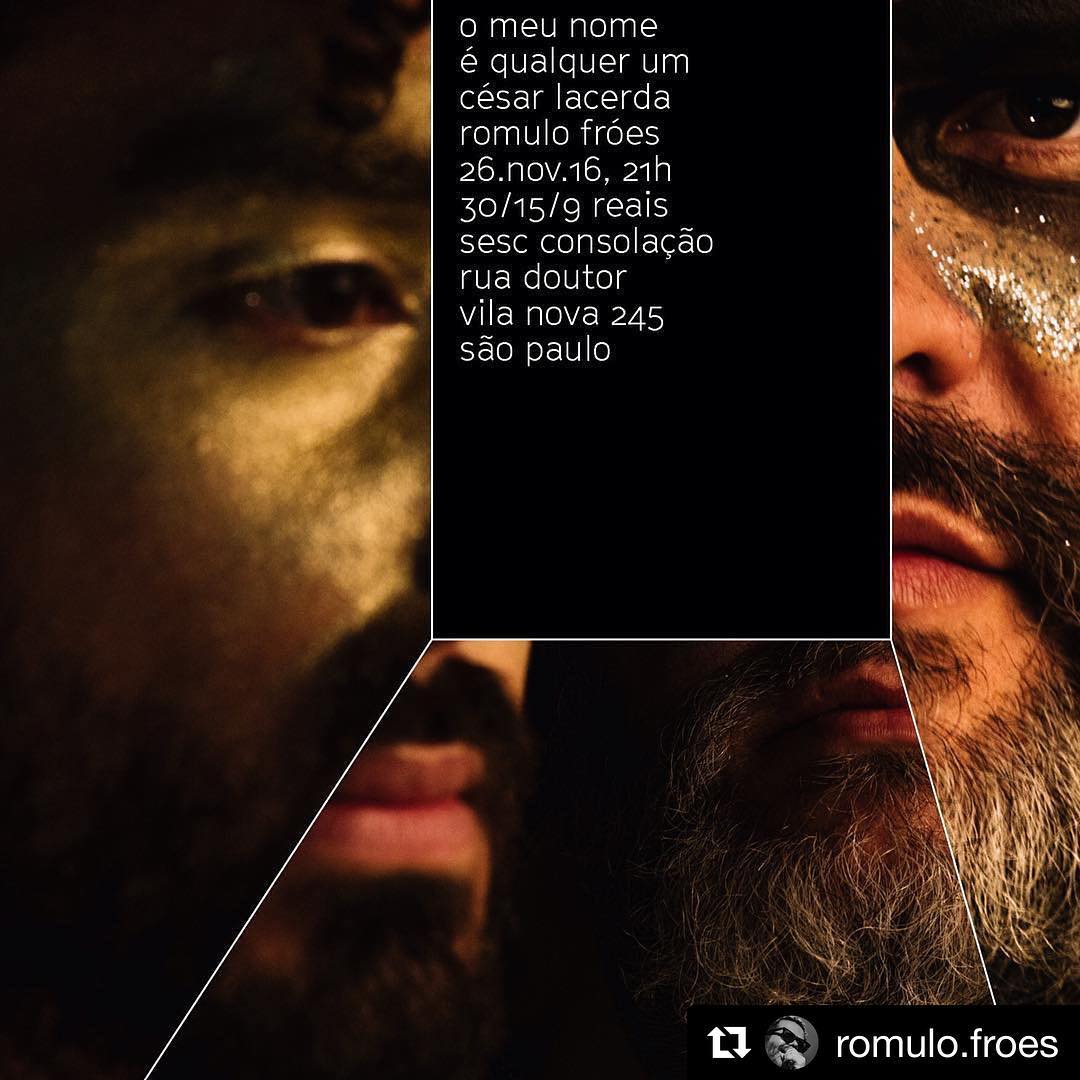 o meu nome
é qualquer um
césar lacerda
romulo fróes
26.nov.16, 21h
30/15/9 reais
sesc consolação
rua doutor
vila nova 245
são paulo
romulo.froes